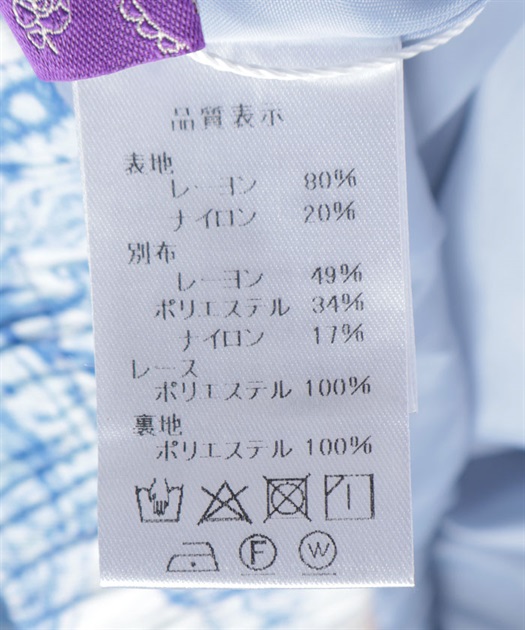 品質表示
表地
レーヨン 80%
ナイロン 20%
別布
レーヨン 49%
ポリエステル 34%
ナイロン 17%
レース
ポリエステル 100%
裏地
ポリエステル 100%
F W